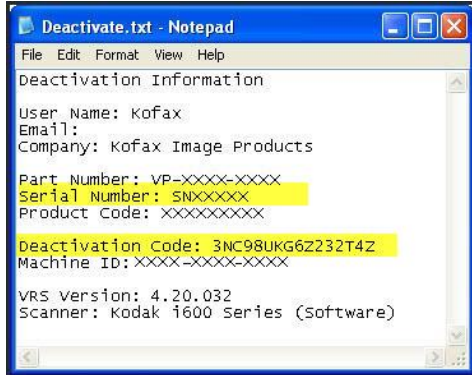 Deactivate.txt - Notepad
File Edit Format View Help
Deactivation Information
User Name: Kofax
Email:
Company: Kofax Image Products
Part Number: VP-XXXX-XXXX
Serial Number: SNXXXXX
Product Code: XXXXXXXXX
Deactivation Code: 3NC98UKG6Z232T4Z
Machine ID: XXXX-XXXX-XXXX
VRS Version: 4.20.032
Scanner: Kodak i600 Series (Software)